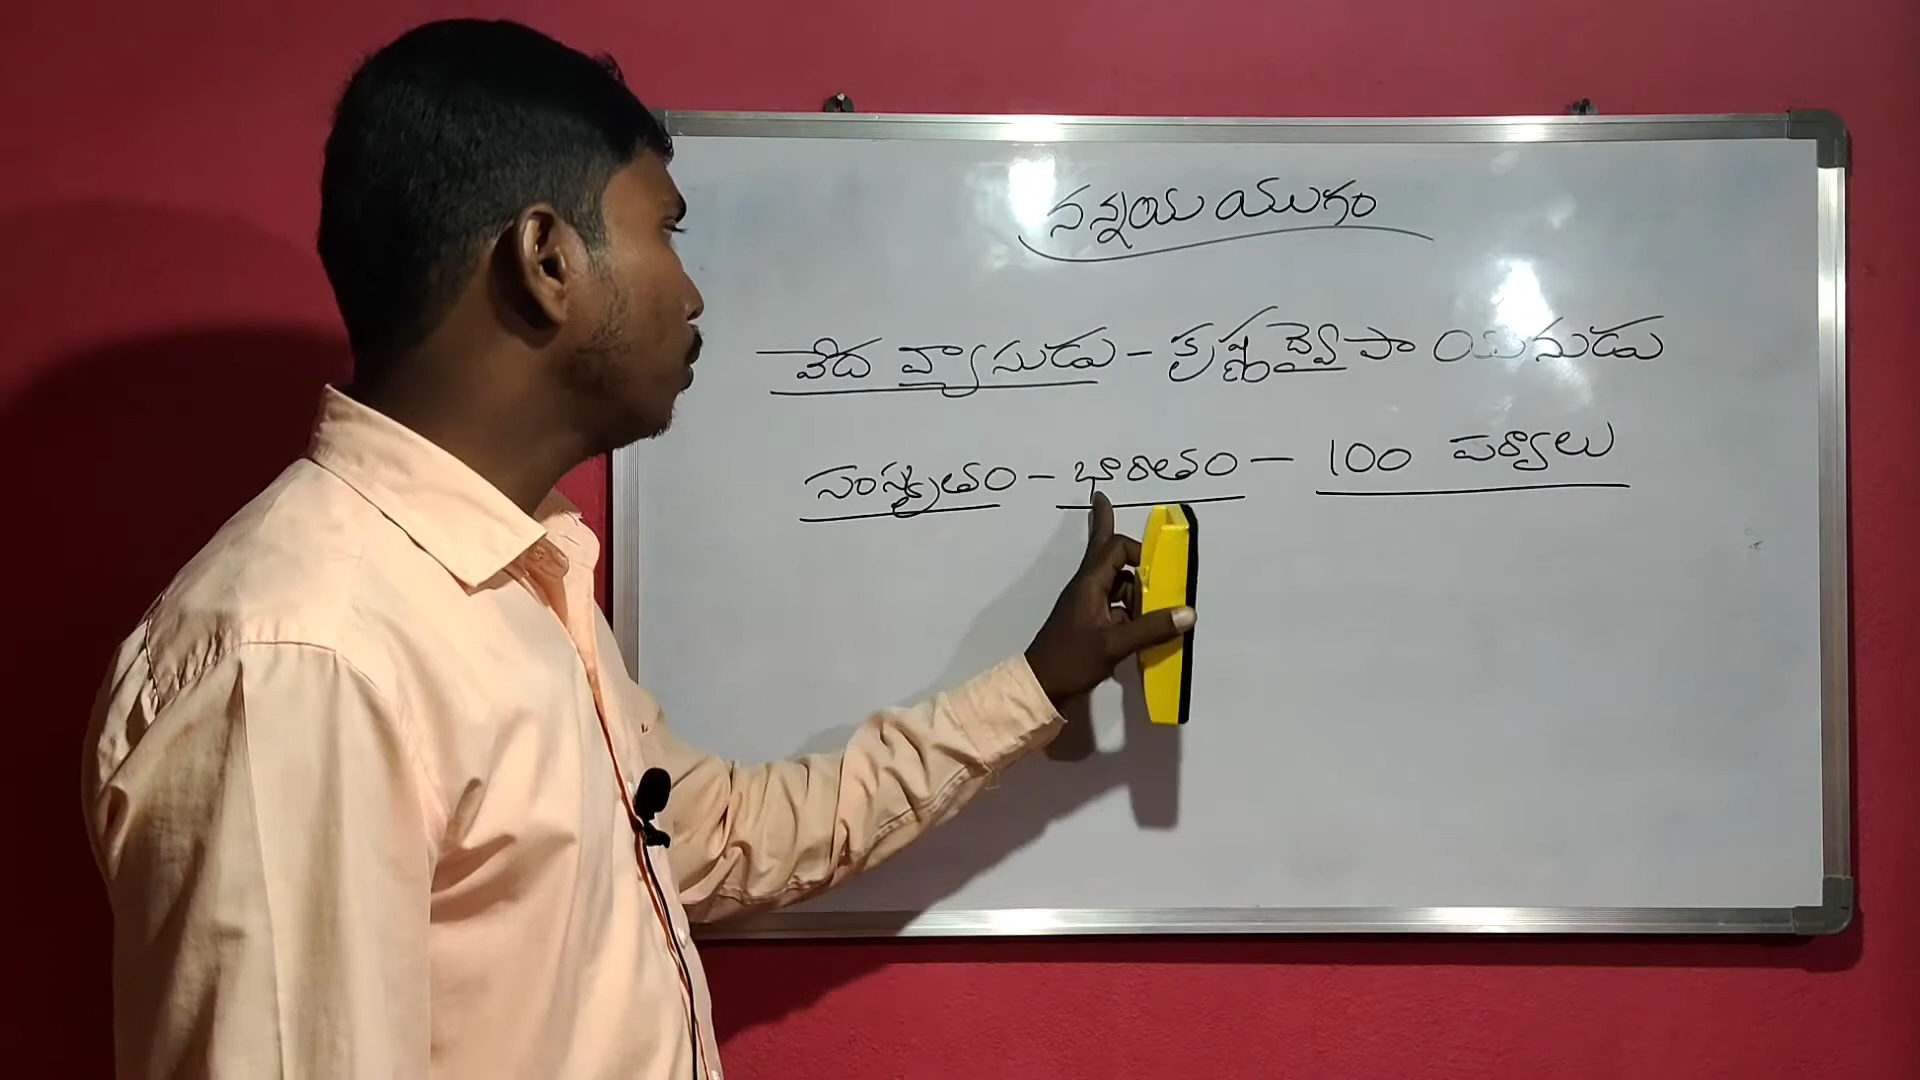 నన్నయ యుగం
వేద వ్యాసుడు - కృష్ణద్వైపాయనుడు
సంస్కృతం - భారతం - 100 పర్వాలు